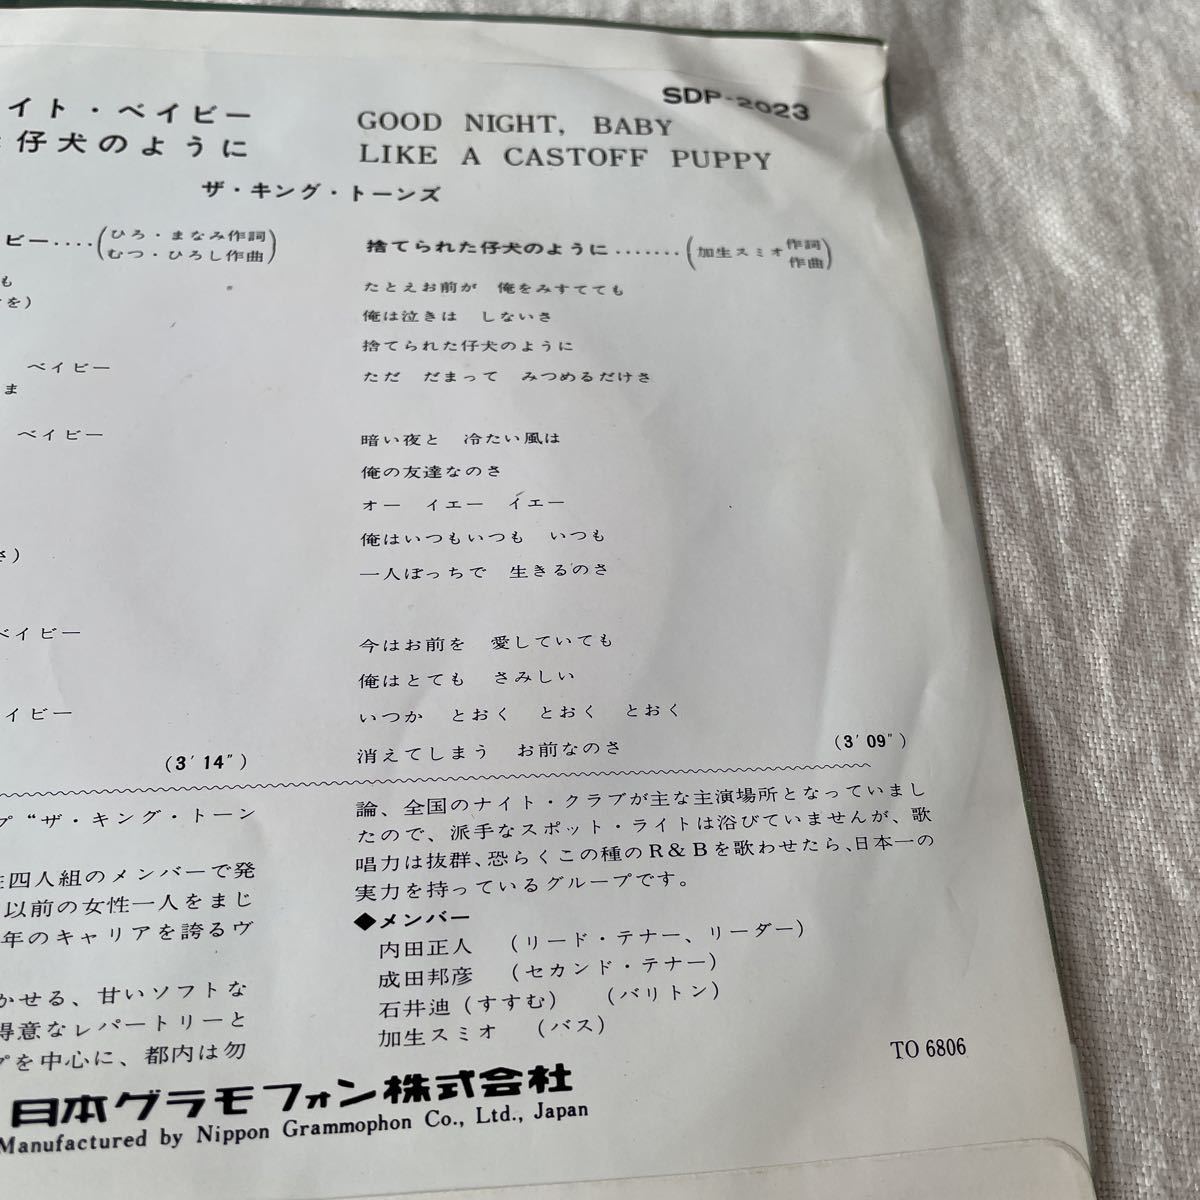 SDP-2023
イト・ベイビー
仔犬のように
GOOD NIGHT, BABY
LIKE A CASTOFF PUPPY
ザ・キング・トーンズ
ビー‥‥(ひろ・まなみ作詞
むつ・ひろし作曲)
も
を)
ベイビー
ま
ベイビー
さ)
ベイビー
イビー
(3′14″)
捨てられた仔犬のように‥‥‥‥(加生スミオ作詞
作曲)
たとえお前が 俺をみすてても
俺は泣きは しないさ
捨てられた仔犬のように
ただ だまって みつめるだけさ
暗い夜と 冷たい風は
俺の友達なのさ
オー イエー イエー
俺はいつもいつも いつも
一人ぼっちで 生きるのさ
今はお前を 愛していても
俺はとても さみしい
いつか とおく とおく とおく
消えてしまう お前なのさ
(3′09″)
プ“ザ・キング・トーン
性四人組のメンバーで発
以前の女性一人をまじ
年のキャリアを誇るヴ
かせる、甘いソフトな
得意なレパートリーと
プを中心に、都内は勿
論、全国のナイト・クラブが主な主演場所となっていまし
たので、派手なスポット・ライトは浴びていませんが、歌
唱力は抜群、恐らくこの種のR&Bを歌わせたら、日本一の
実力を持っているグループです。
◆メンバー
内田正人 (リード・テナー、リーダー)
成田邦彦 (セカンド・テナー)
石井迪(すすむ) (バリトン)
加生スミオ (バス)
TO 6806
日本グラモフォン株式会社
Manufactured by Nippon Grammophon Co., Ltd., Japan